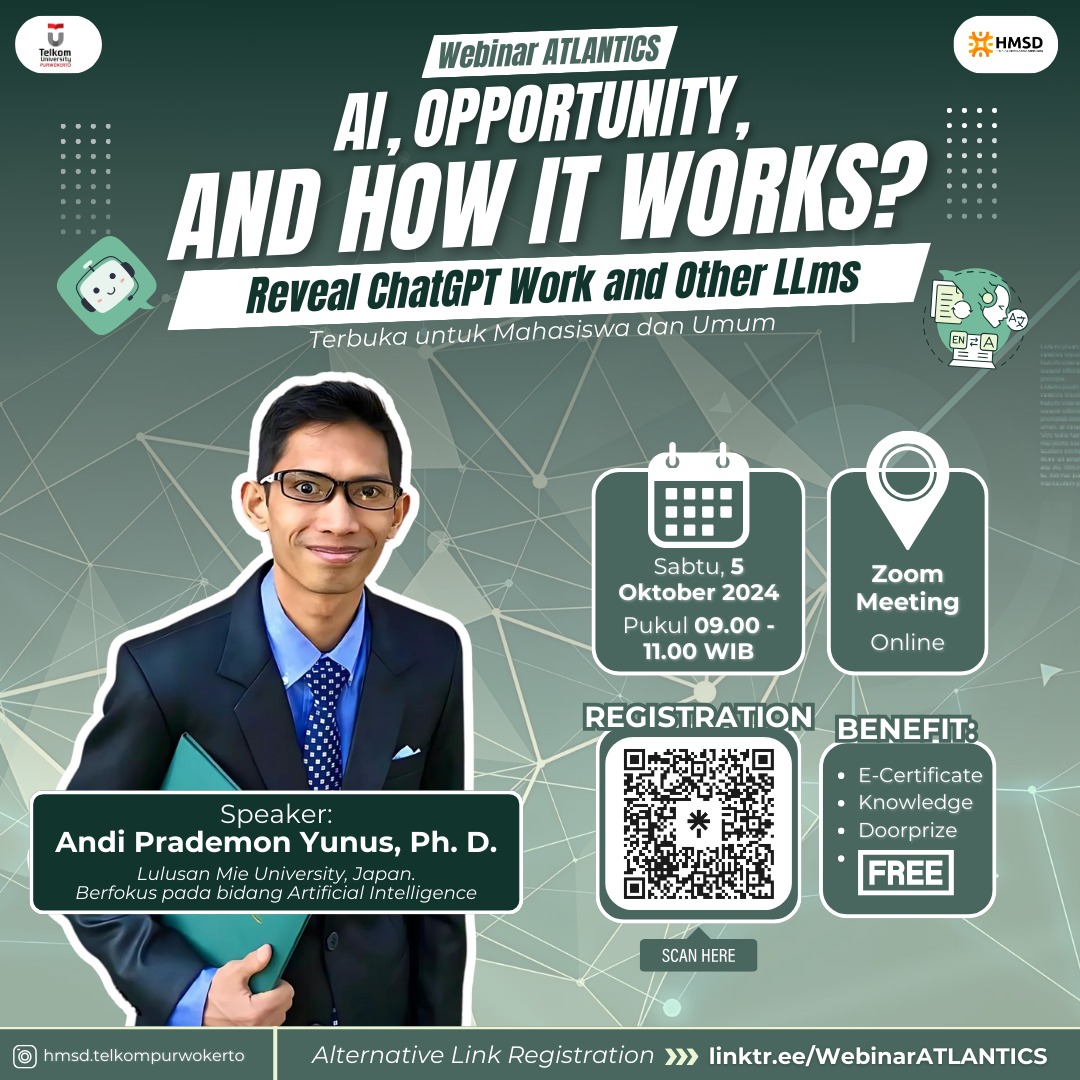 Telkom
University
PURWOKERTO
HMSD
Webinar ATLANTICS
AI, OPPORTUNITY,
AND HOW IT WORKS?
Reveal ChatGPT Work and Other LLms
Terbuka untuk Mahasiswa dan Umum
EN
A
A
Sabtu, 5
Oktober 2024
Pukul 09.00 -
11.00 WIB
Zoom
Meeting
Online
REGISTRATION
SCAN HERE
BENEFIT:
• E-Certificate
• Knowledge
• Doorprize
• FREE
Speaker:
Andi Prademon Yunus, Ph. D.
Lulusan Mie University, Japan.
Berfokus pada bidang Artificial Intelligence
hmsd.telkompurwokerto
Alternative Link Registration
linktr.ee/WebinarATLANTICS